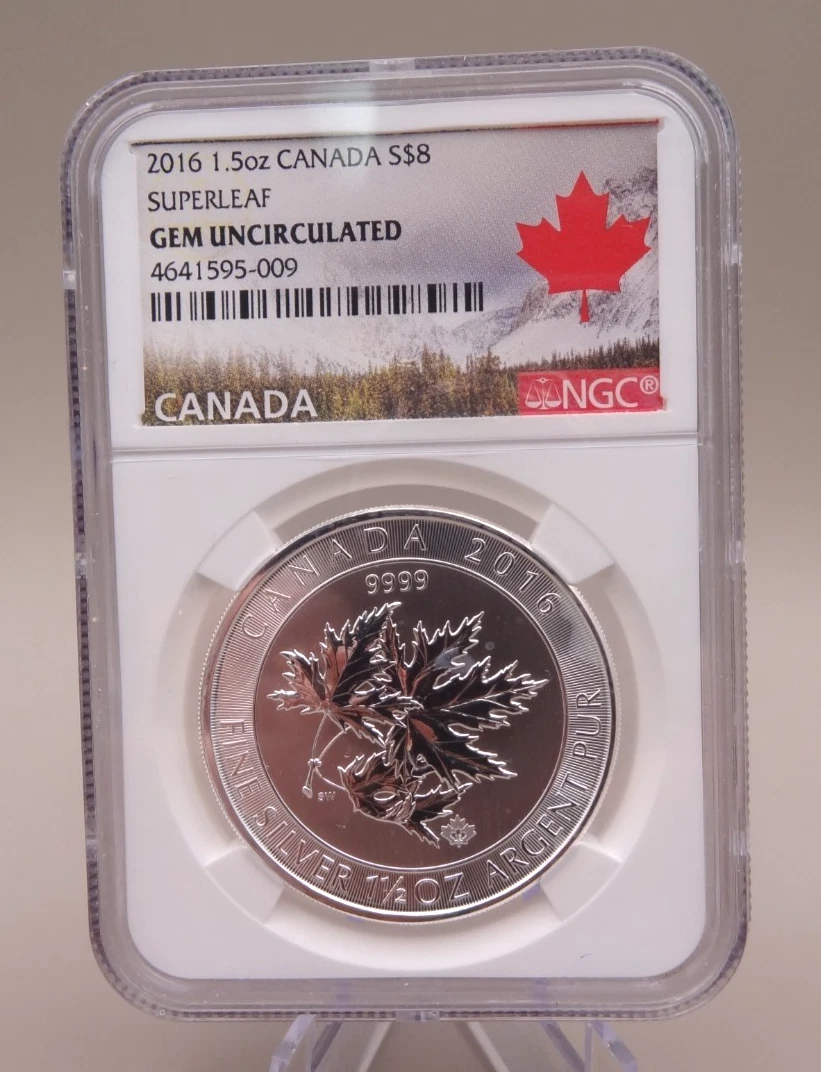 2016 1.5oz CANADA S$8
SUPERLEAF
GEM UNCIRCULATED
4641595-009
CANADA
NGC®
CANADA 2016
9999
SW
FINE SILVER 1½ OZ ARGENT PUR